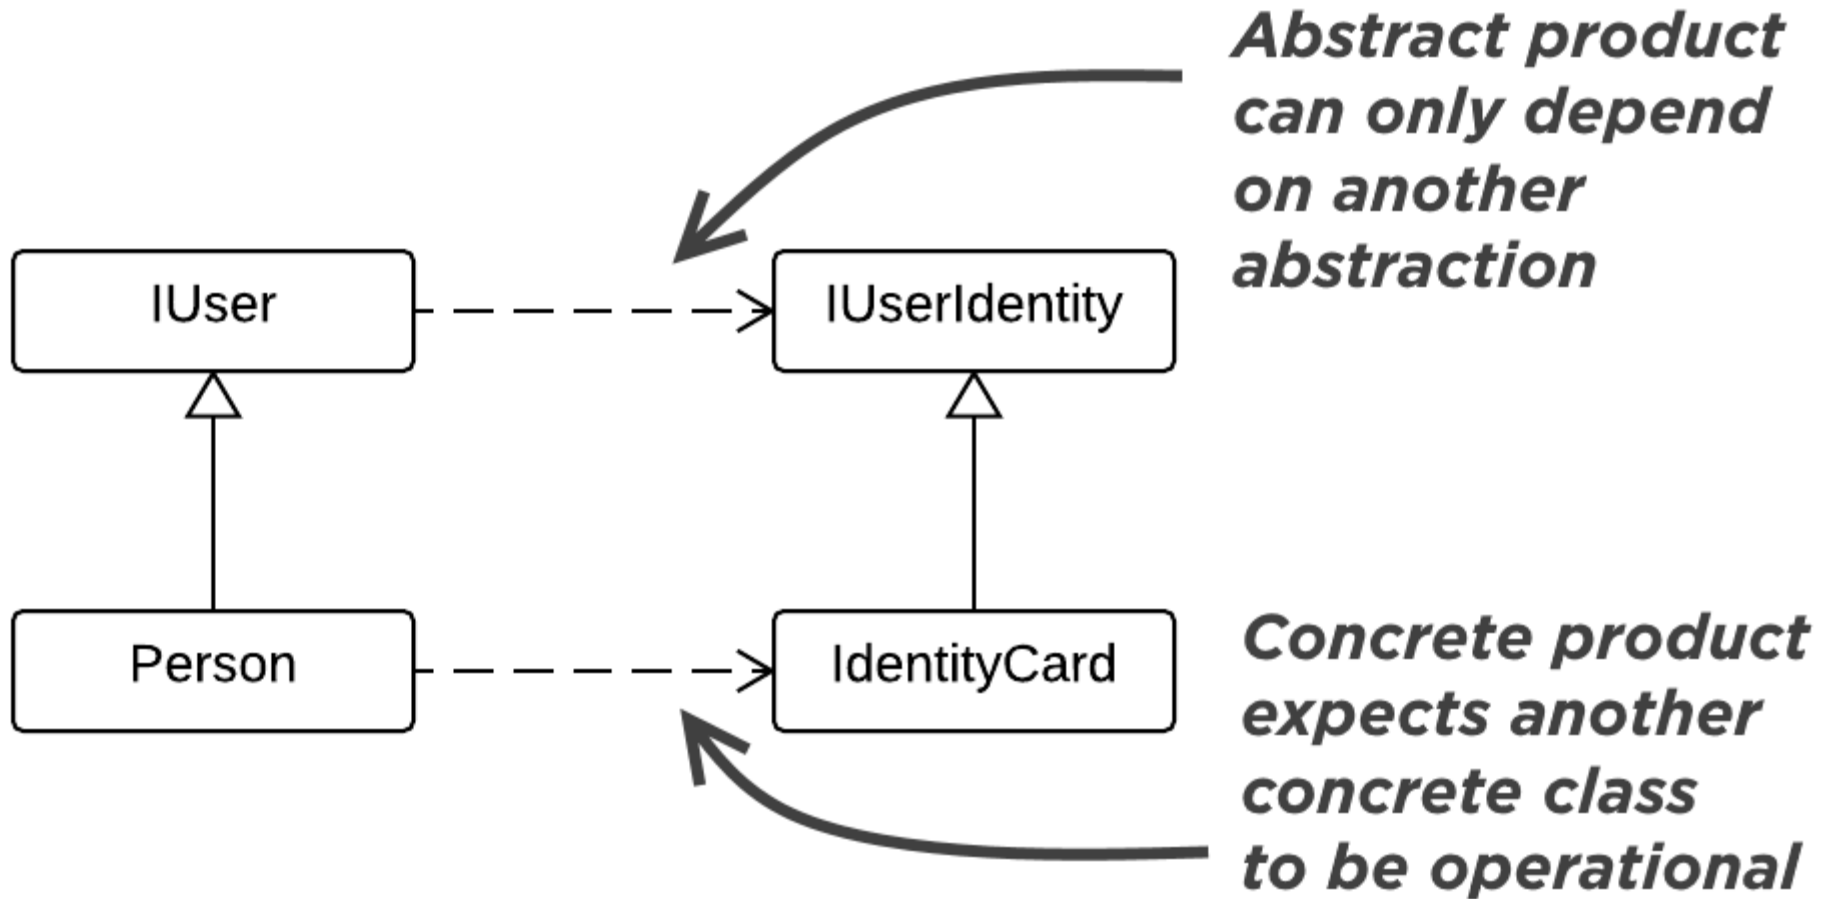 Abstract product
can only depend
on another
abstraction
IUser
IUserIdentity
Person
IdentityCard
Concrete product
expects another
concrete class
to be operational